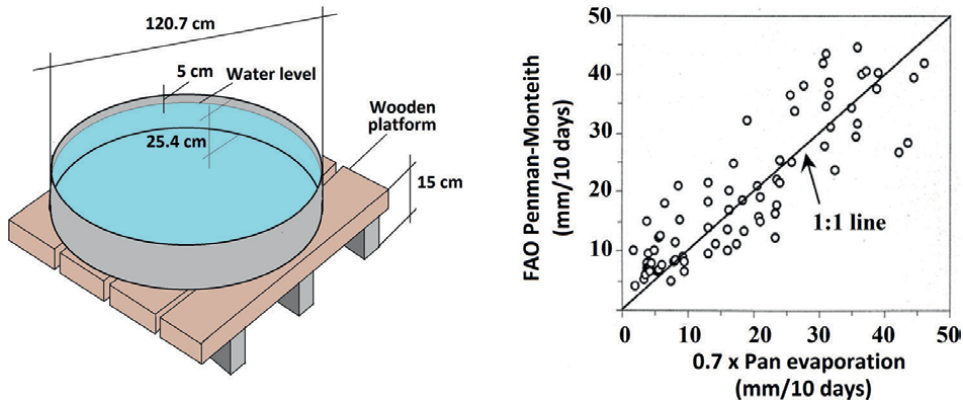 120.7 cm
5 cm
Water level
Wooden
platform
25.4 cm
15 cm
FAO Penman-Monteith
(mm/10 days)
50
40
30
20
10
1:1 line
0 10 20 30 40 50
0.7 x Pan evaporation
(mm/10 days)